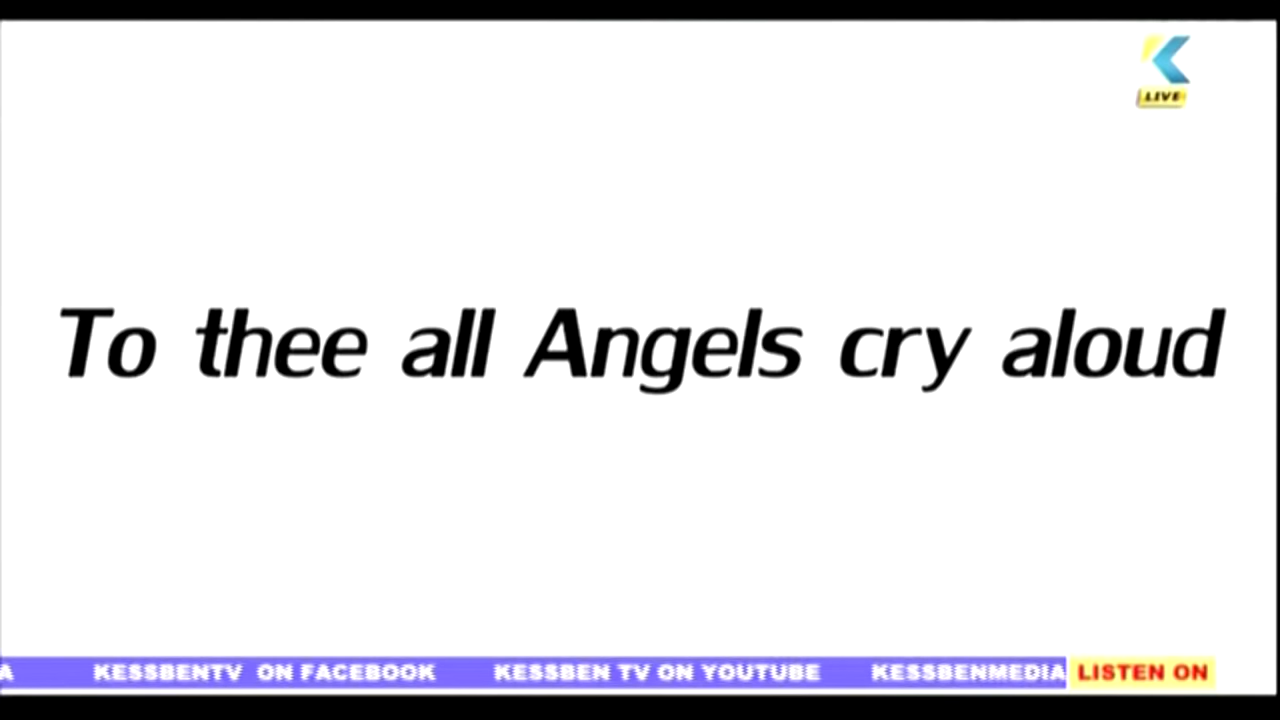 LIVE
To thee all Angels cry aloud
A KESSBENTV ON FACEBOOK KESSBEN TV ON YOUTUBE KESSBENMEDIA LISTEN ON